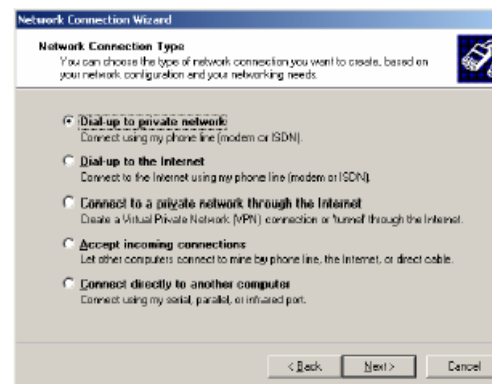 Network Connection Wizard
Network Connection Type
You can choose the type of network connection you want to create, based on
your network configuration and your networking needs.
Dial-up to private network
Connect using my phone line (modem or ISDN).
Dial-up to the Internet
Connect to the Internet using my phone line (modem or ISDN).
Connect to a private network through the Internet
Create a Virtual Private Network (VPN) connection or 'tunnel' through the Internet.
Accept incoming connections
Let other computers connect to mine by phone line, the Internet, or direct cable.
Connect directly to another computer
Connect using my serial, parallel, or infrared port.
< Back
Next >
Cancel